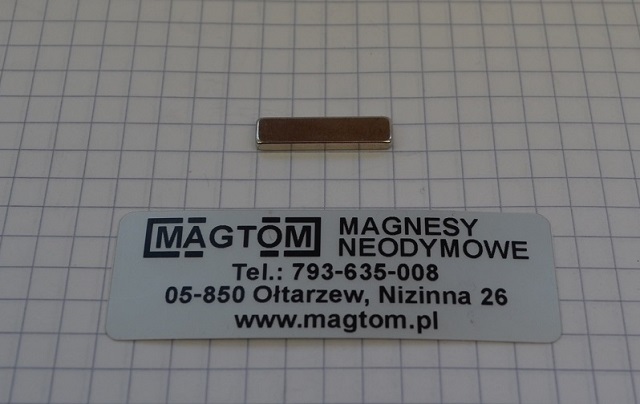 MAGTOM MAGNESY
NEODYMOWE
Tel.: 793-635-008
05-850 Ołtarzew, Nizinna 26
www.magtom.pl